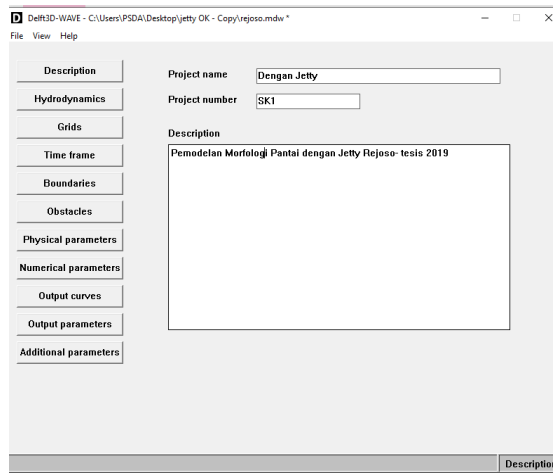 D Delft3D-WAVE - C:\Users\PSDA\Desktop\jetty OK - Copy\rejoso.mdw *
File View Help
Description
Project name Dengan Jetty
Hydrodynamics
Project number SK1
Grids
Description
Time frame
Pemodelan Morfologi Pantai dengan Jetty Rejoso- tesis 2019
Boundaries
Obstacles
Physical parameters
Numerical parameters
Output curves
Output parameters
Additional parameters
Descriptio